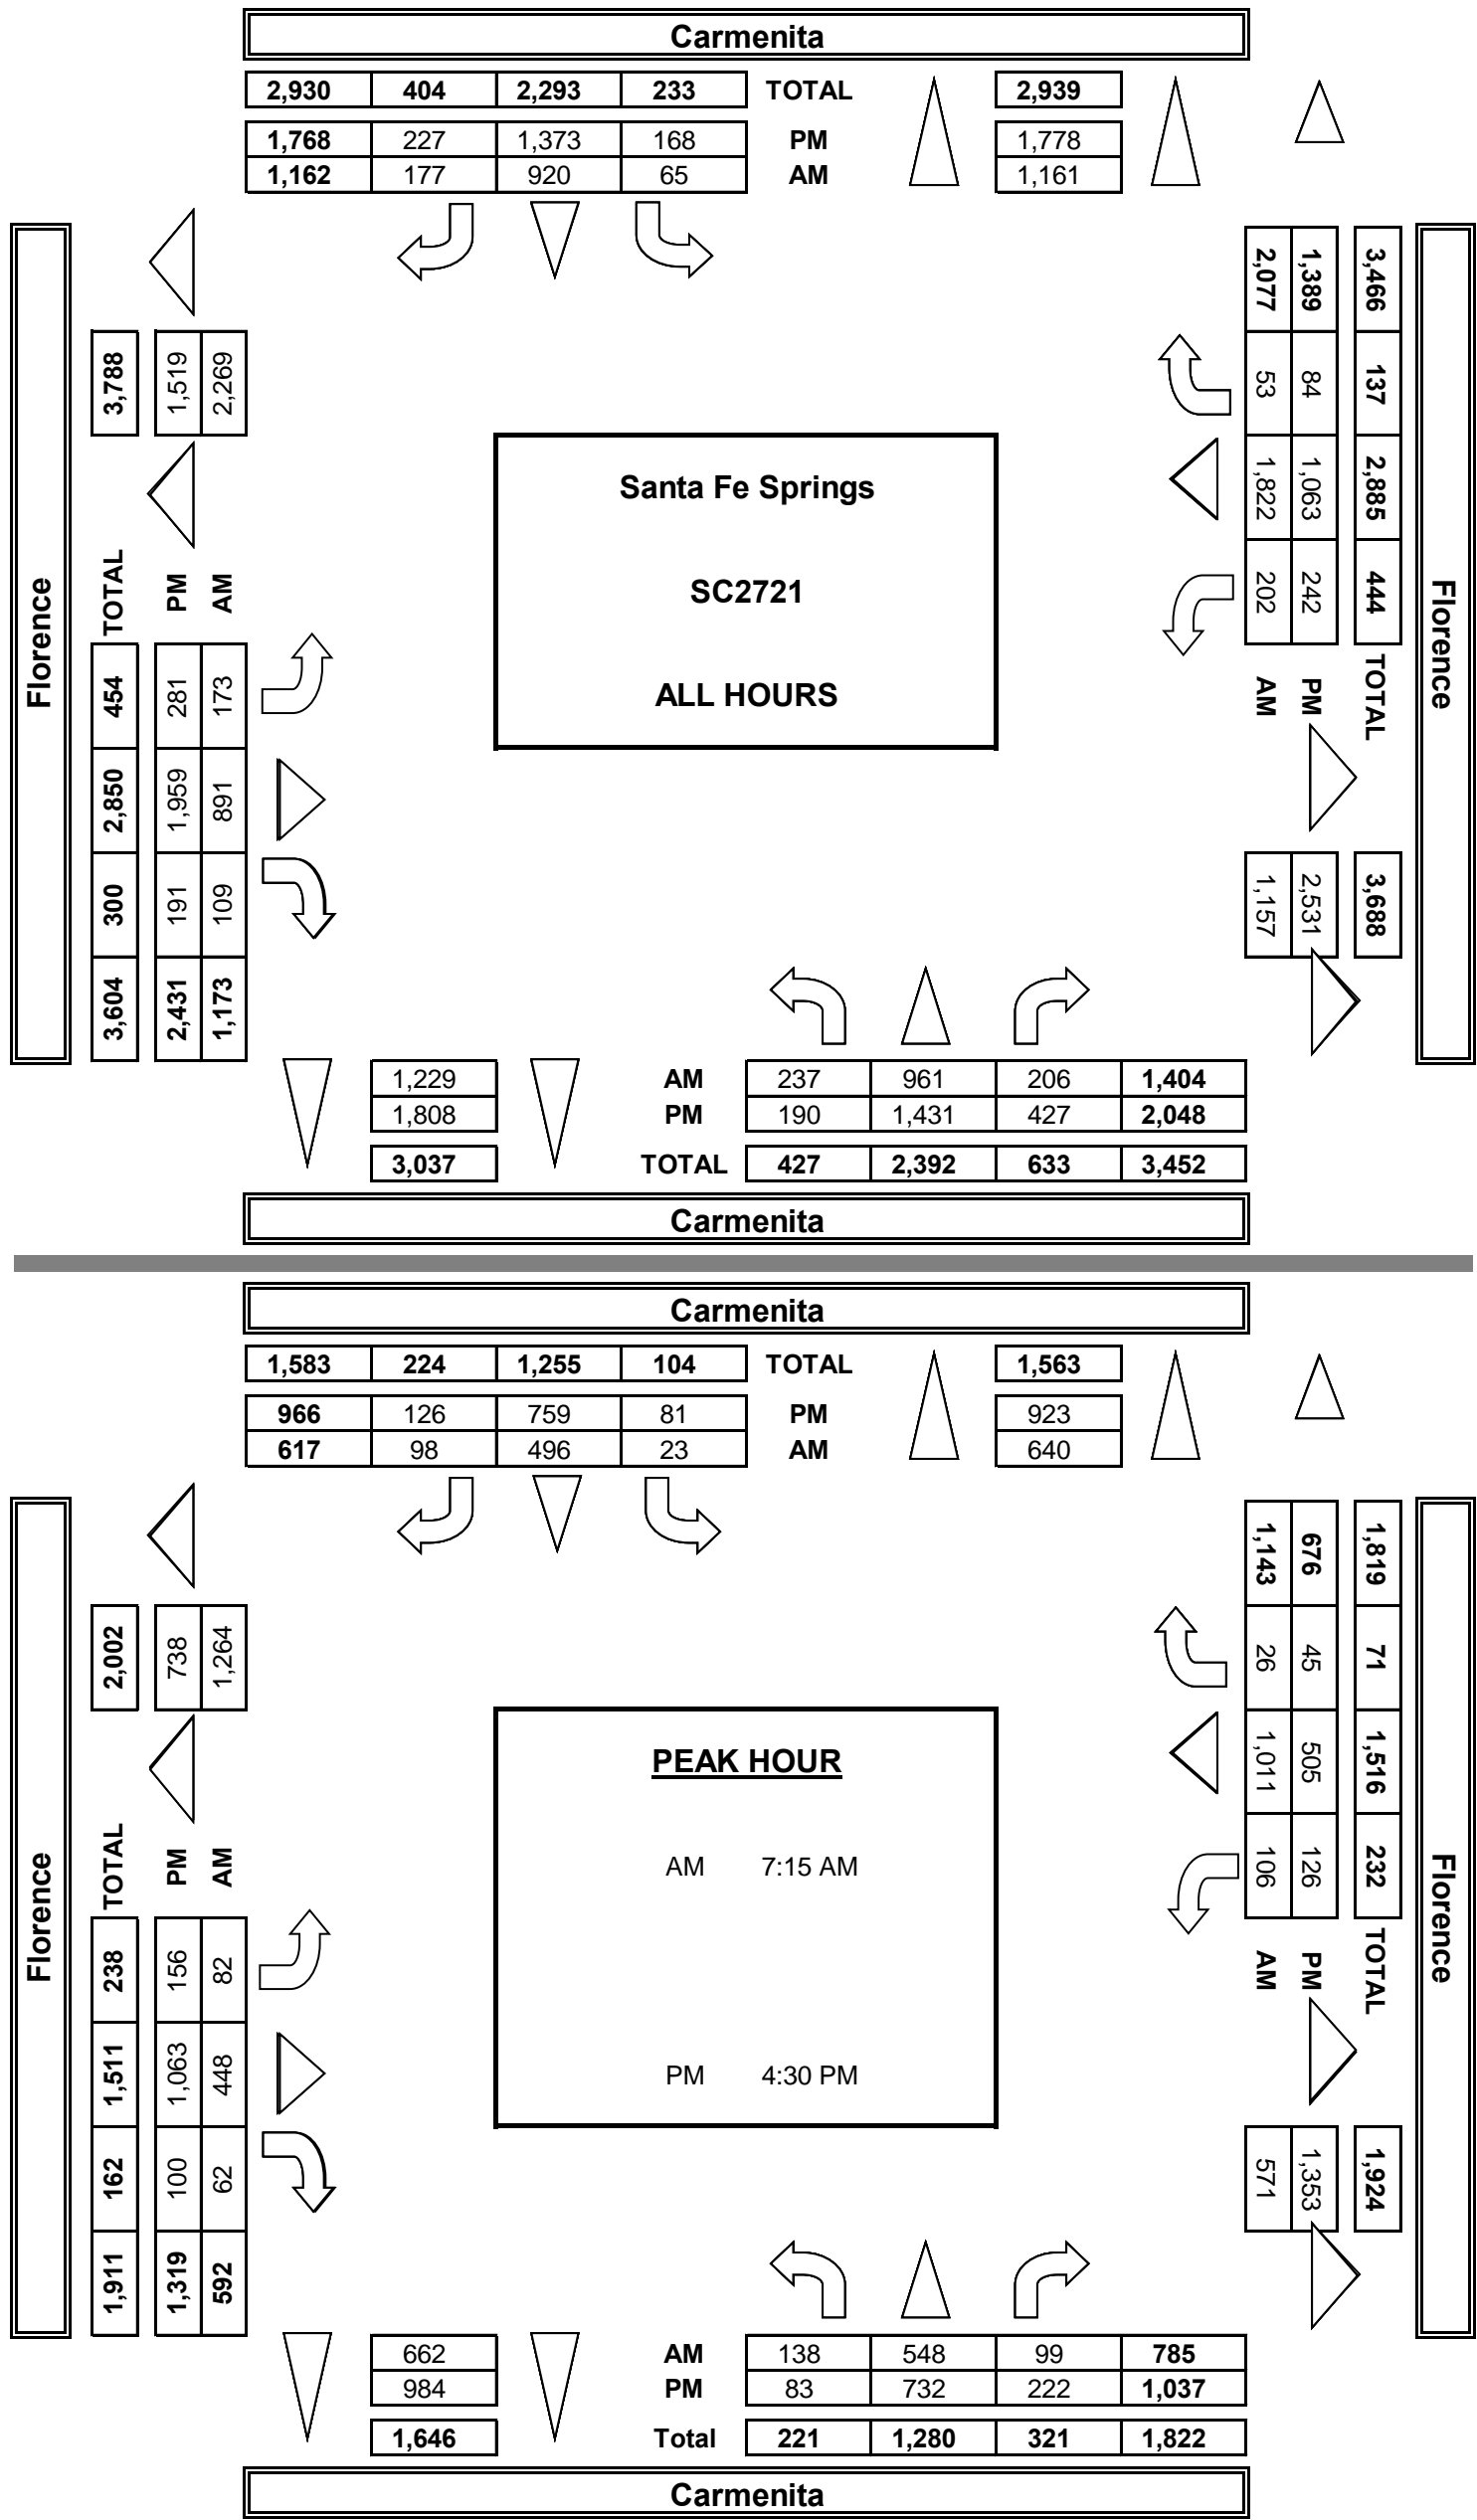 Carmenita
2,930 404 2,293 233 TOTAL 2,939
1,768 227 1,373 168 PM 1,778
1,162 177 920 65 AM 1,161
Florence
3,788
1,519
2,269
TOTAL 454 2,850 300 3,604
PM 281 1,959 191 2,431
AM 173 891 109 1,173
Santa Fe Springs
SC2721
ALL HOURS
3,466 137 2,885 444 TOTAL 3,688
1,389 84 1,063 242 PM 2,531
2,077 53 1,822 202 AM 1,157
Florence
1,229 AM 237 961 206 1,404
1,808 PM 190 1,431 427 2,048
3,037 TOTAL 427 2,392 633 3,452
Carmenita
Carmenita
1,583 224 1,255 104 TOTAL 1,563
966 126 759 81 PM 923
617 98 496 23 AM 640
Florence
2,002
738
1,264
TOTAL 238 1,511 162 1,911
PM 156 1,063 100 1,319
AM 82 448 62 592
PEAK HOUR
AM 7:15 AM
PM 4:30 PM
1,819 71 1,516 232 TOTAL 1,924
676 45 505 126 PM 1,353
1,143 26 1,011 106 AM 571
Florence
662 AM 138 548 99 785
984 PM 83 732 222 1,037
1,646 Total 221 1,280 321 1,822
Carmenita